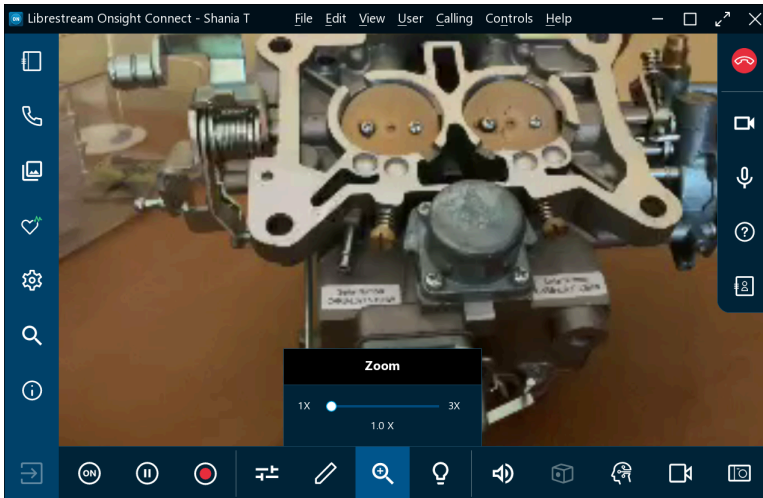 Librestream Onsight Connect - Shania T File Edit View User Calling Controls Help
Zoom
1X 3X
1.0 X
ON